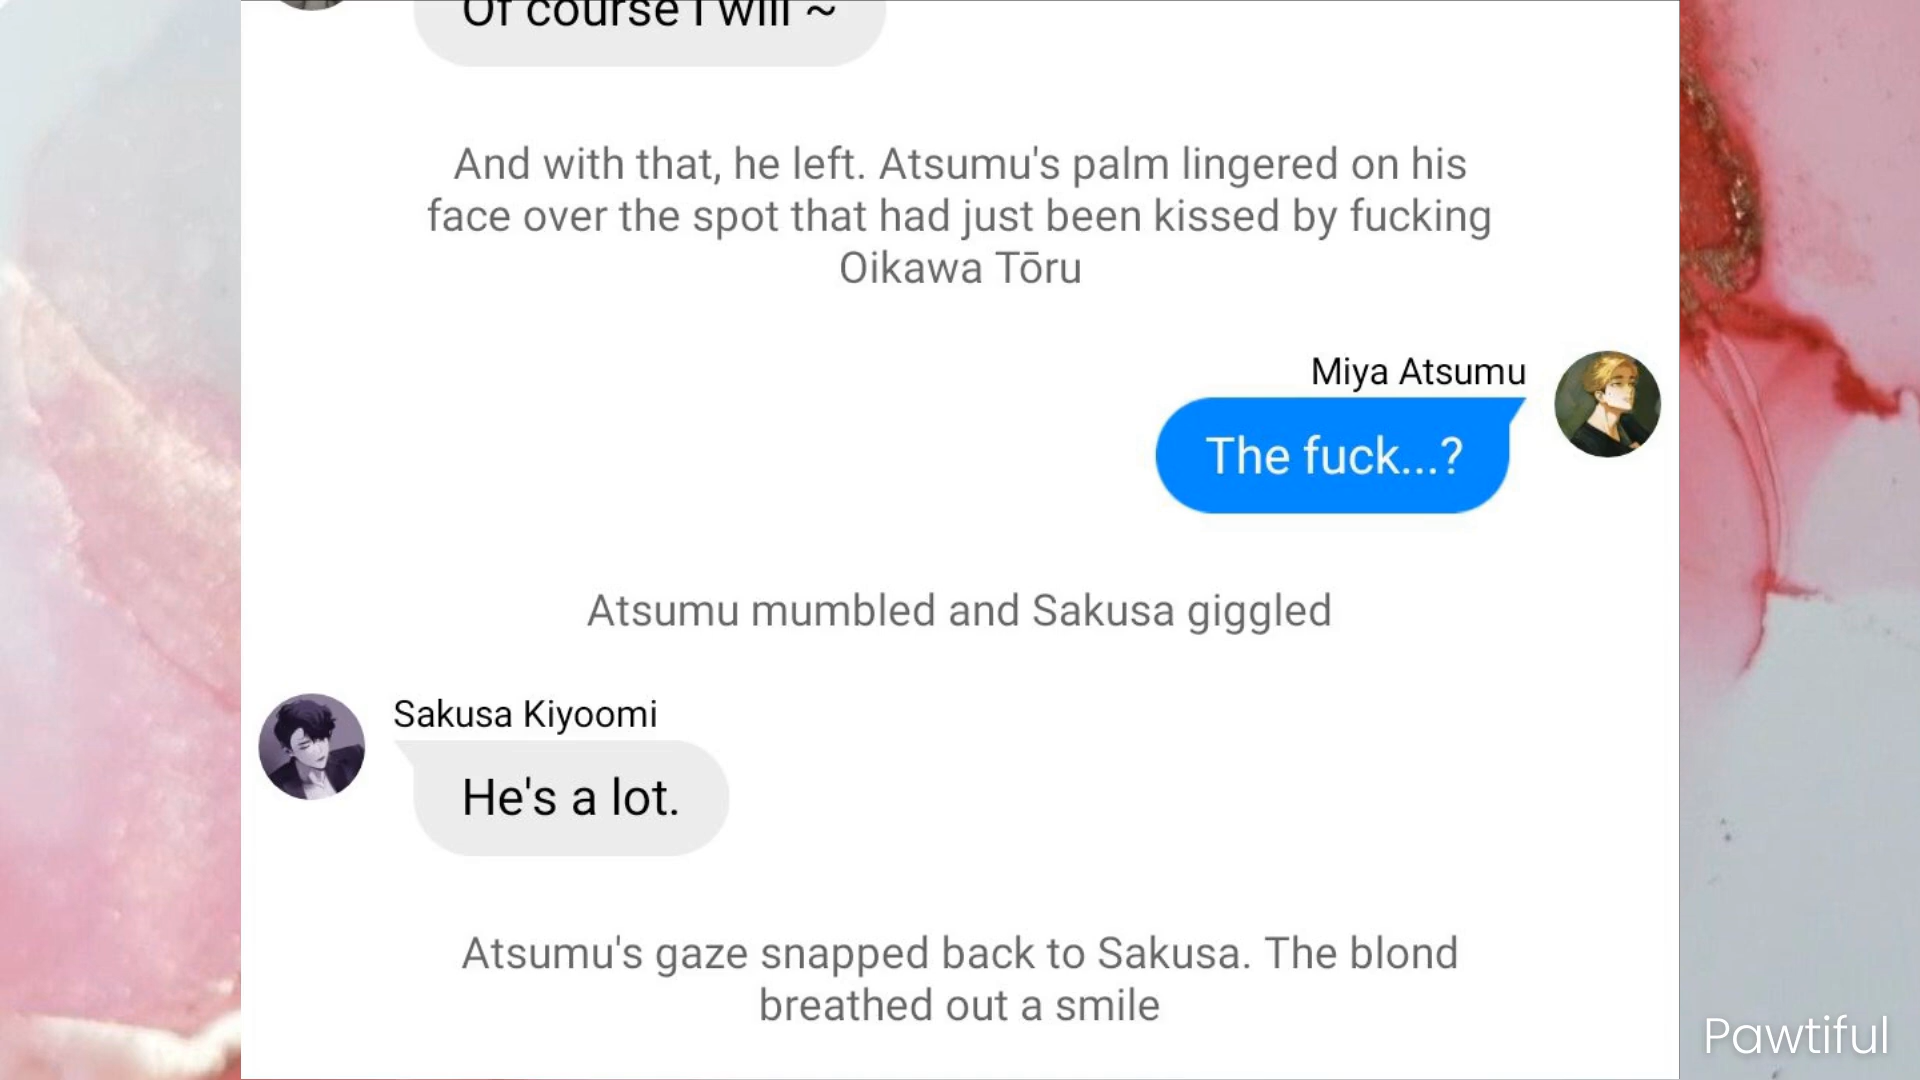 Of course I will ~
And with that, he left. Atsumu's palm lingered on his
face over the spot that had just been kissed by fucking
Oikawa Tōru
Miya Atsumu
The fuck...?
Atsumu mumbled and Sakusa giggled
Sakusa Kiyoomi
He's a lot.
Atsumu's gaze snapped back to Sakusa. The blond
breathed out a smile
Pawtiful